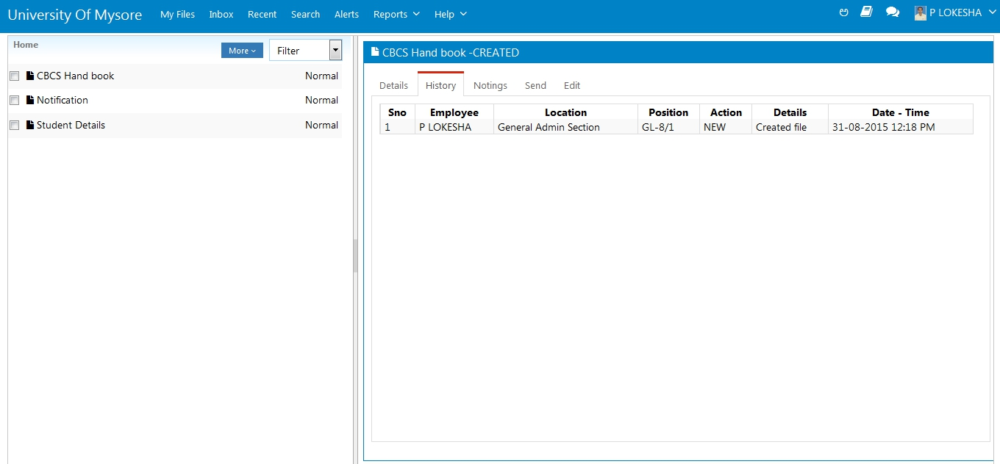 University Of Mysore My Files Inbox Recent Search Alerts Reports Help P LOKESHA
Home More Filter
CBCS Hand book Normal
Notification Normal
Student Details Normal
CBCS Hand book -CREATED
Details History Notings Send Edit
Sno Employee Location Position Action Details Date - Time
1 P LOKESHA General Admin Section GL-8/1 NEW Created file 31-08-2015 12:18 PM